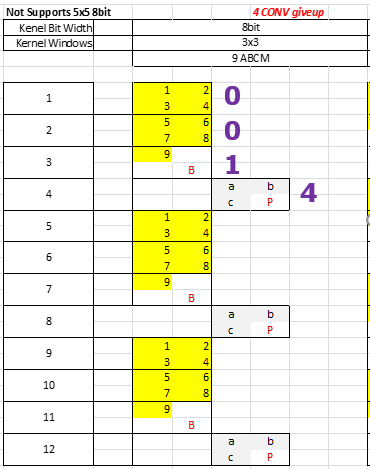 Not Supports 5x5 8bit 4 CONV giveup
Kenel Bit Width 8bit
Kernel Windows 3x3
9 ABCM
1 1 2 0
3 4
2 5 6 0
7 8
3 9 1
B
4 a b 4
c P
5 1 2
3 4
6 5 6
7 8
7 9
B
8 a b
c P
9 1 2
3 4
10 5 6
7 8
11 9
B
12 a b
c P